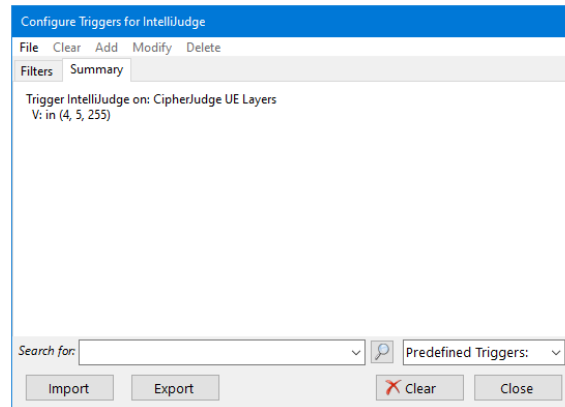 Configure Triggers for IntelliJudge
File Clear Add Modify Delete
Filters Summary
Trigger IntelliJudge on: CipherJudge UE Layers
V: in (4, 5, 255)
Search for: Predefined Triggers:
Import Export Clear Close